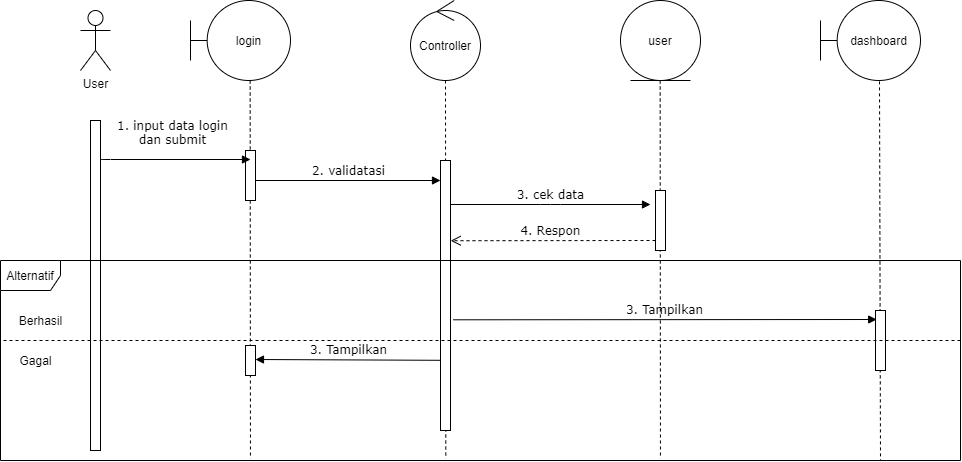 login
Controller
user
dashboard
User
1. input data login
dan submit
2. validatasi
3. cek data
4. Respon
Alternatif
Berhasil
3. Tampilkan
Gagal
3. Tampilkan